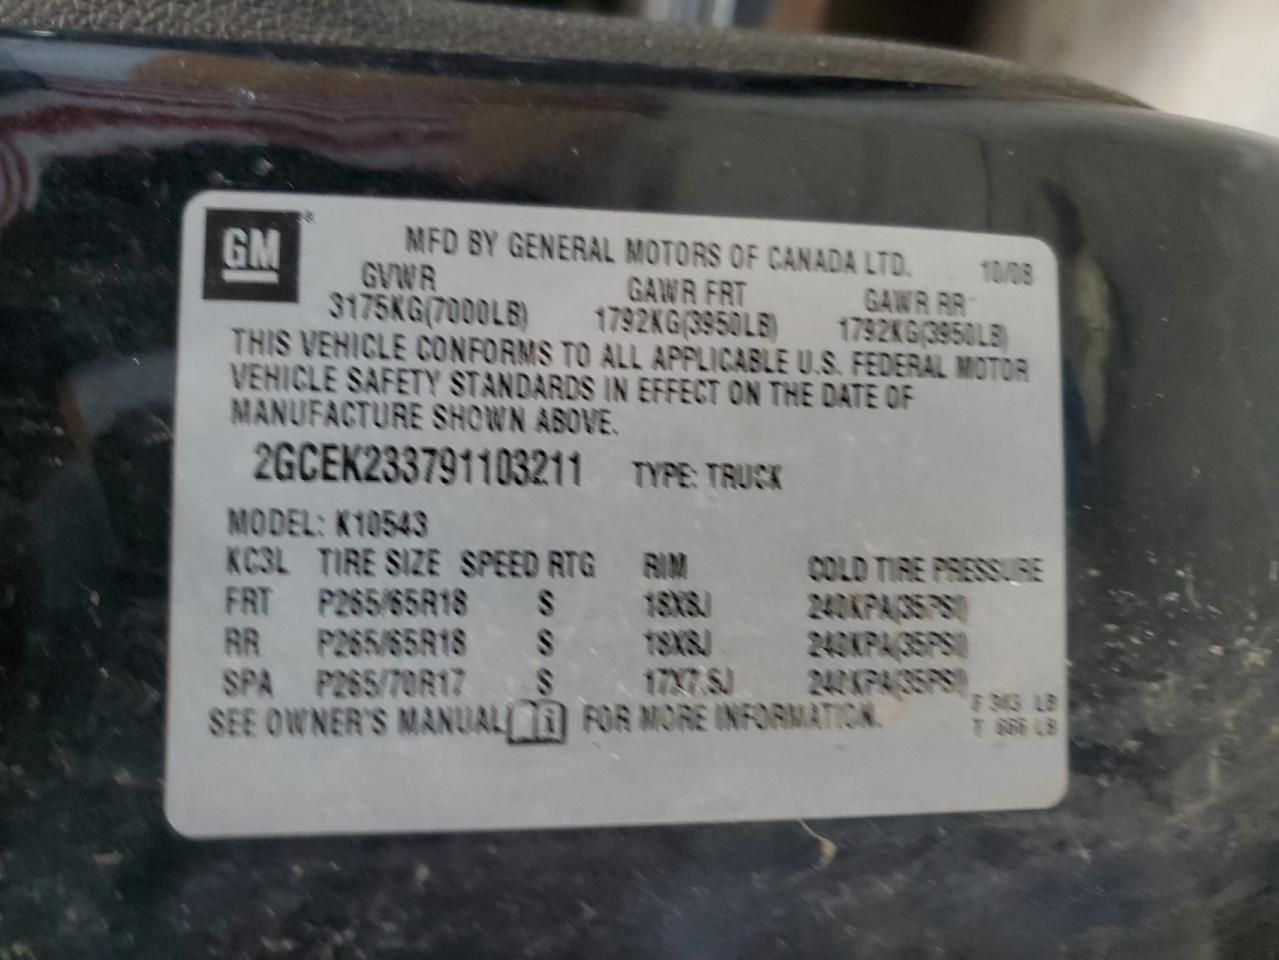 GM
MFD BY GENERAL MOTORS OF CANADA LTD. 10/08
GVWR GAWR FRT GAWR RR
3175KG(7000LB) 1792KG(3950LB) 1792KG(3950LB)
THIS VEHICLE CONFORMS TO ALL APPLICABLE U.S. FEDERAL MOTOR
VEHICLE SAFETY STANDARDS IN EFFECT ON THE DATE OF
MANUFACTURE SHOWN ABOVE.
2GCEK233791103211 TYPE: TRUCK
MODEL: K10543
KC3L TIRE SIZE SPEED RTG RIM COLD TIRE PRESSURE
FRT P265/65R18 S 18X8J 240KPA(35PSI)
RR P265/65R18 S 18X8J 240KPA(35PSI)
SPA P265/70R17 S 17X7.5J 240KPA(35PSI)
SEE OWNER'S MANUAL FOR MORE INFORMATION.
LB
T 666 LB